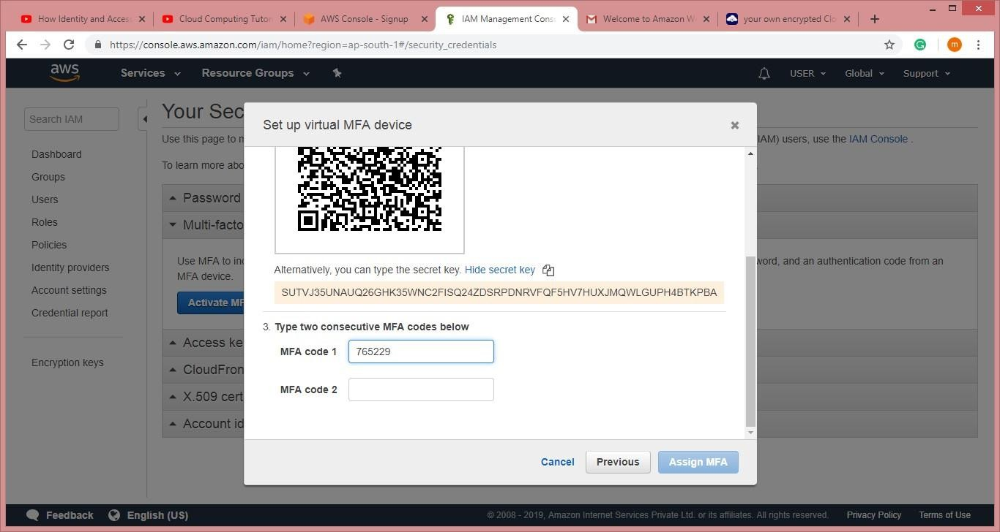 How Identity and Access
Cloud Computing Tutori
AWS Console - Signup
IAM Management Cons
Welcome to Amazon W
your own encrypted Clo
https://console.aws.amazon.com/iam/home?region=ap-south-1#/security_credentials
m
aws
Services
Resource Groups
USER
Global
Support
Search IAM
Dashboard
Groups
Users
Roles
Policies
Identity providers
Account settings
Credential report
Encryption keys
Your Sec
Use this page to m
IAM) users, use the IAM Console .
To learn more abo
Password
Multi-facto
Use MFA to inc
word, and an authentication code from an
MFA device.
Activate MF
Access ke
CloudFron
X.509 cert
Account id
Set up virtual MFA device
Alternatively, you can type the secret key. Hide secret key
SUTVJ35UNAUQ26GHK35WNC2FISQ24ZDSRPDNRVFQF5HV7HUXJMQWLGUPH4BTKPBA
3. Type two consecutive MFA codes below
MFA code 1
765229
MFA code 2
Cancel
Previous
Assign MFA
Feedback
English (US)
© 2008 - 2019, Amazon Internet Services Private Ltd. or its affiliates. All rights reserved.
Privacy Policy
Terms of Use